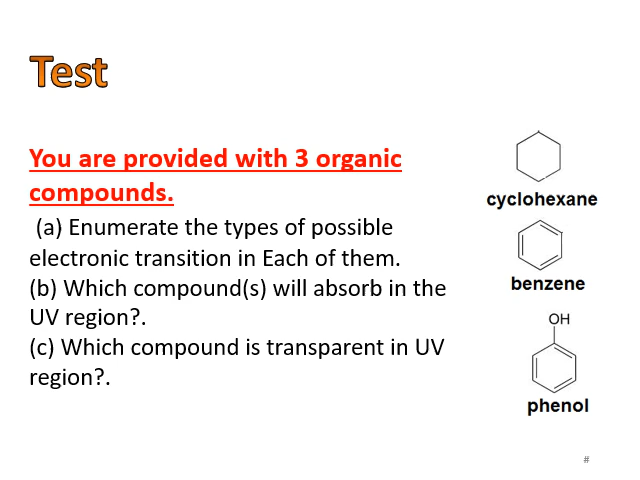 Test
You are provided with 3 organic
compounds.
(a) Enumerate the types of possible
electronic transition in Each of them.
(b) Which compound(s) will absorb in the
UV region?.
(c) Which compound is transparent in UV
region?.
cyclohexane
benzene
OH
phenol
#